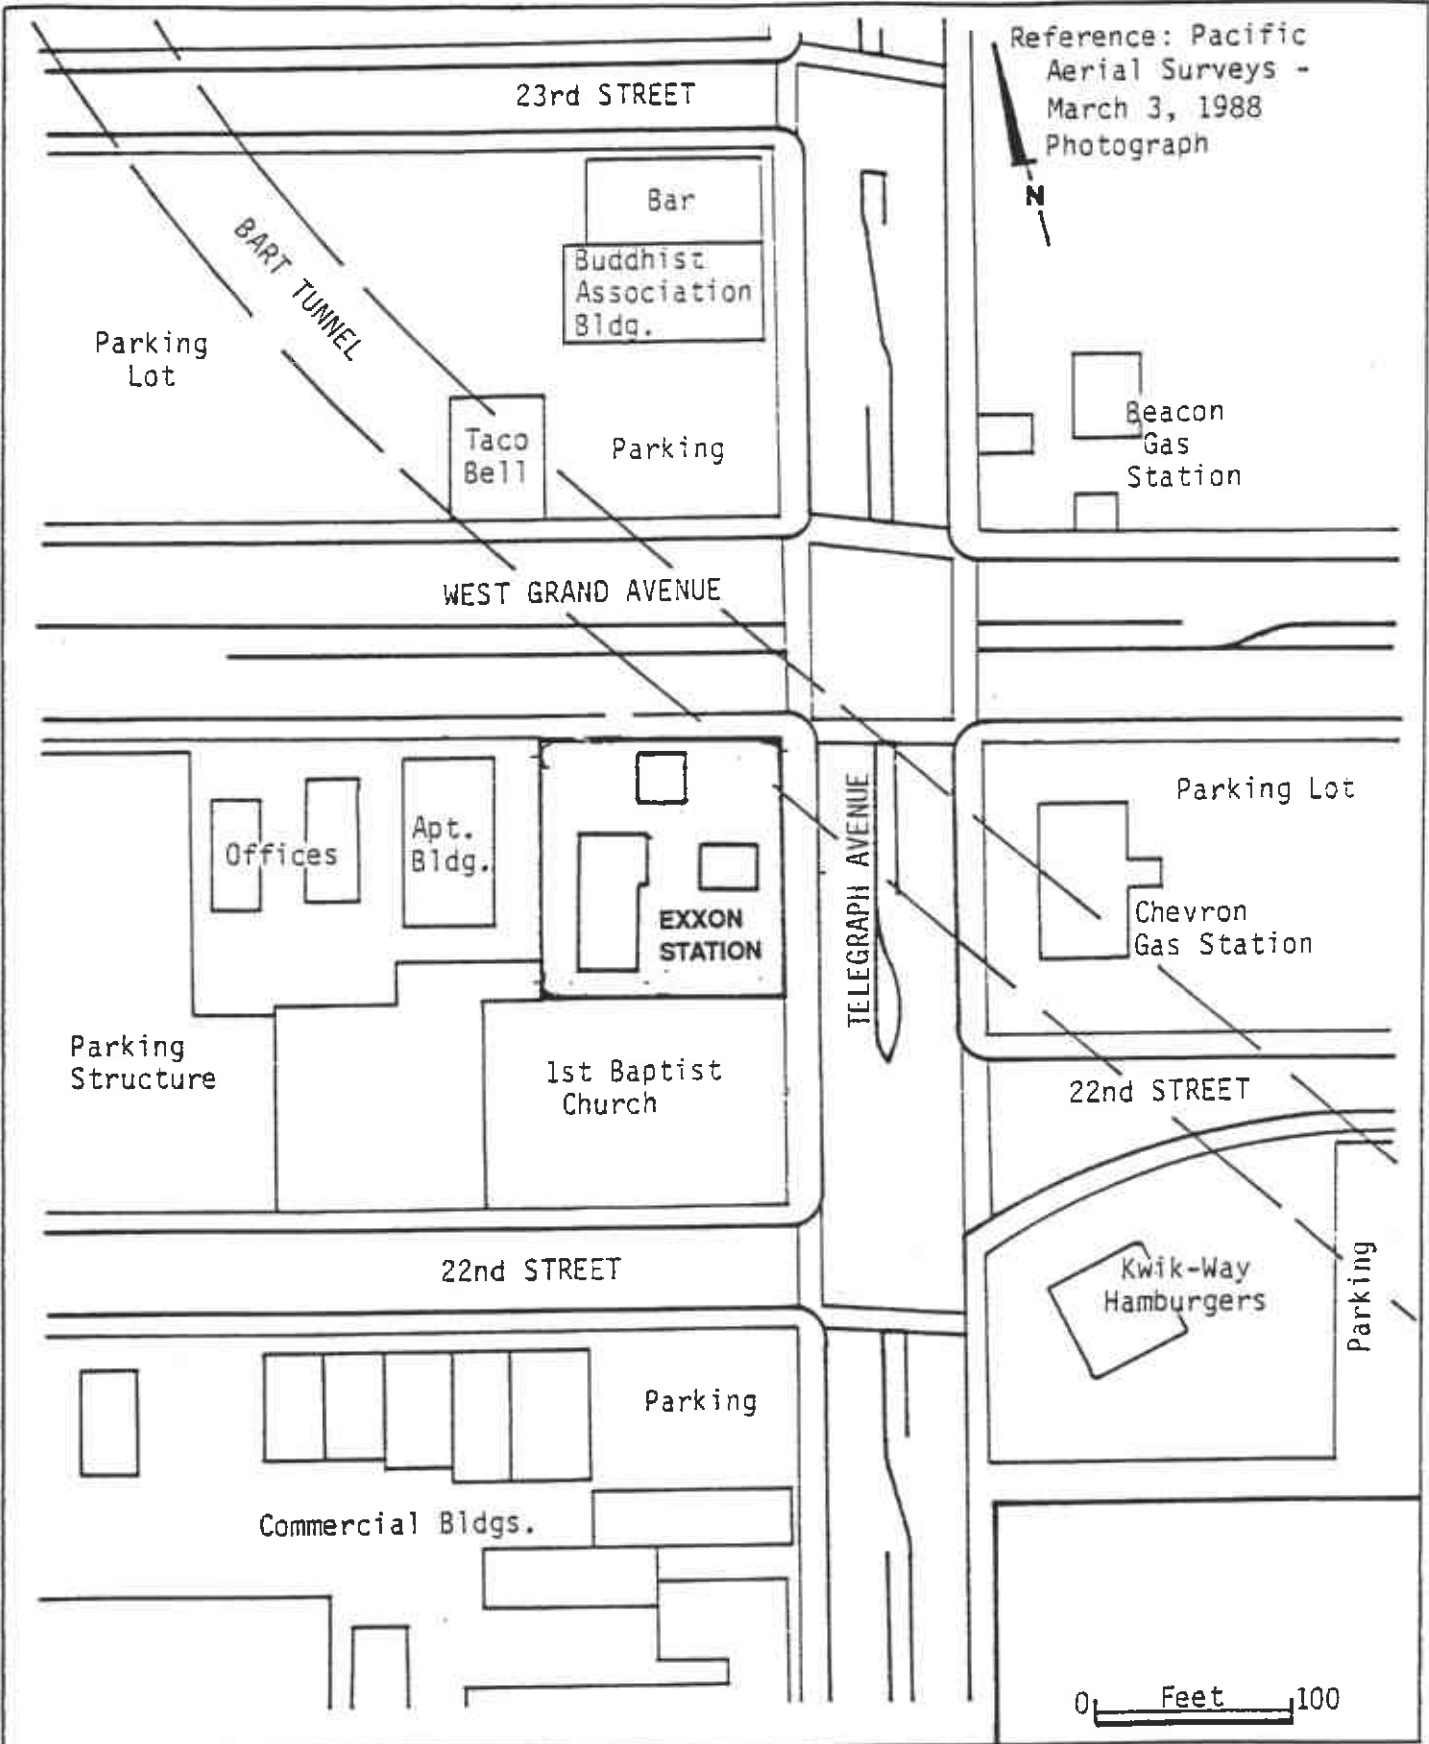 Reference: Pacific
Aerial Surveys -
March 3, 1988
Photograph
N
23rd STREET
Bar
Buddhist
Association
Bldg.
BART TUNNEL
Parking
Lot
Taco
Bell
Parking
Beacon
Gas
Station
WEST GRAND AVENUE
Parking Lot
Offices
Apt.
Bldg.
EXXON
STATION
TELEGRAPH AVENUE
Chevron
Gas Station
Parking
Structure
1st Baptist
Church
22nd STREET
22nd STREET
Kwik-Way
Hamburgers
Parking
Parking
Commercial Bldgs.
0 Feet 100